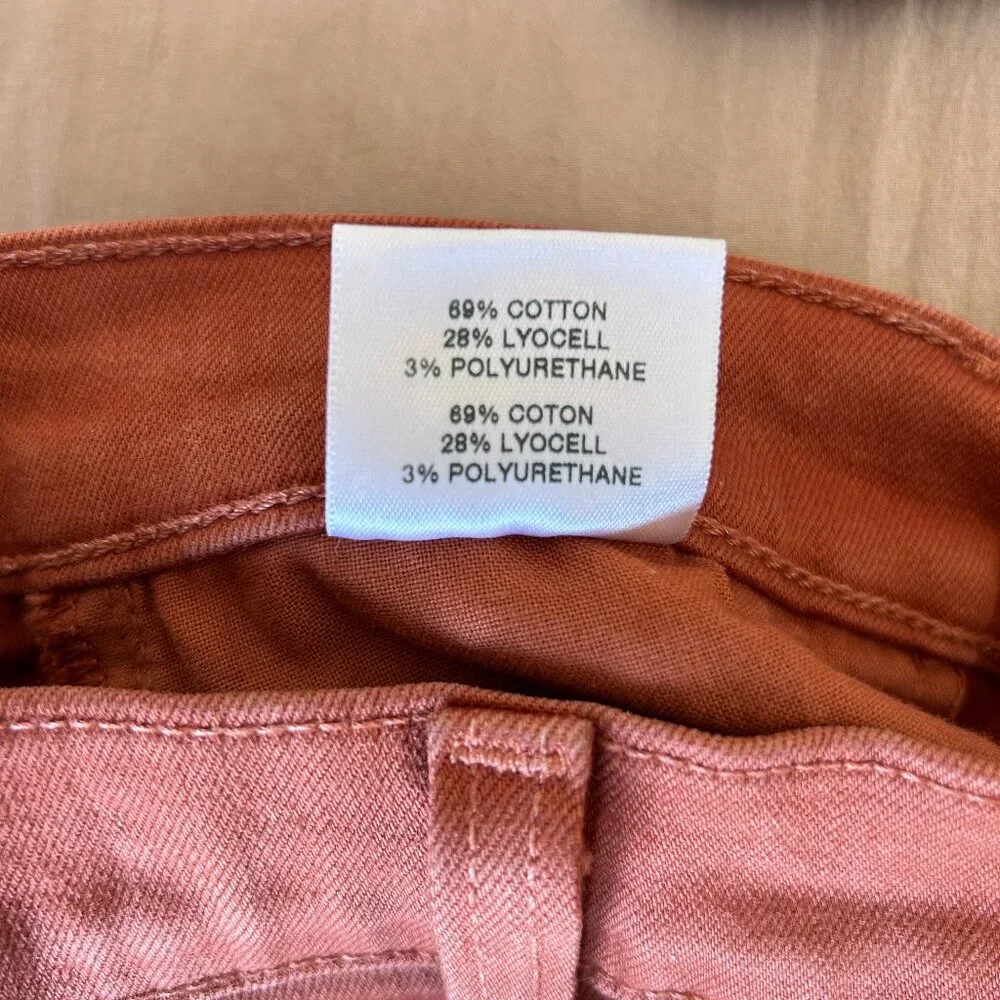 69% COTTON
28% LYOCELL
3% POLYURETHANE
69% COTON
28% LYOCELL
3% POLYURETHANE